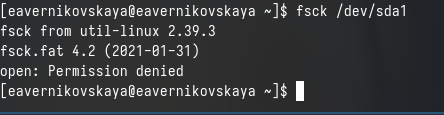 [eavernikovskaya@eavernikovskaya ~]$ fsck /dev/sda1
fsck from util-linux 2.39.3
fsck.fat 4.2 (2021-01-31)
open: Permission denied
[eavernikovskaya@eavernikovskaya ~]$